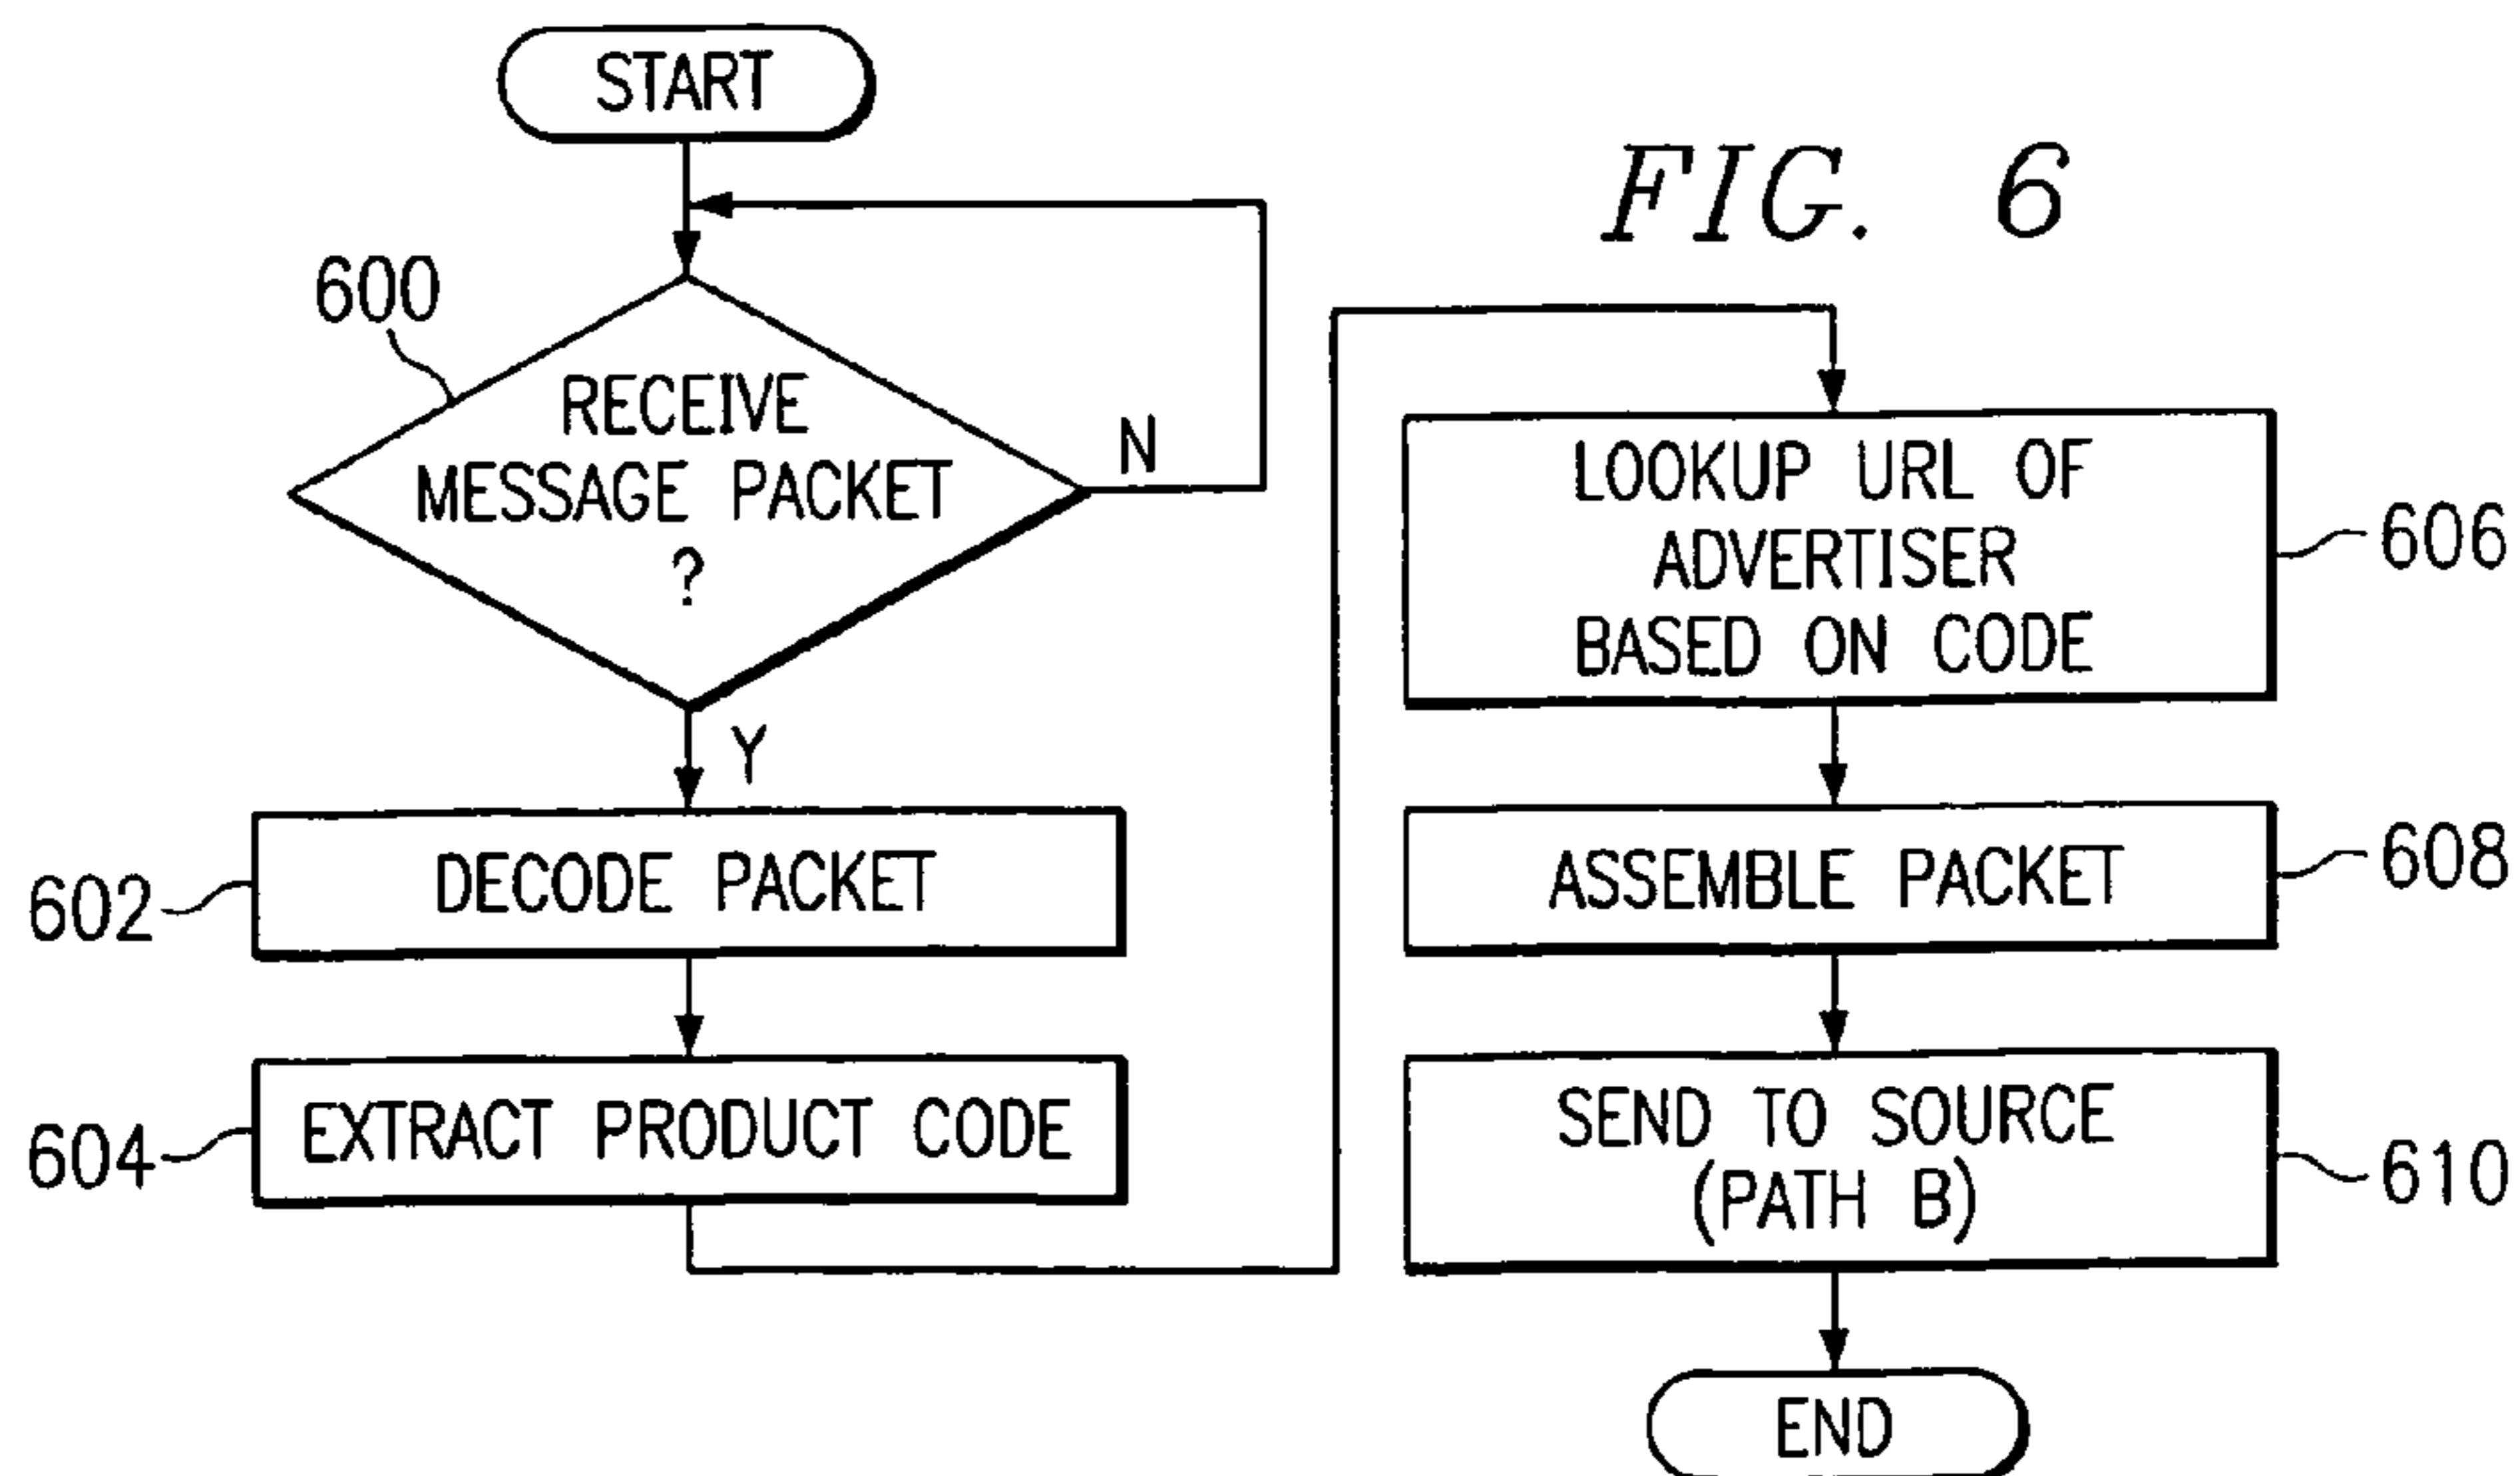 START
FIG. 6
600
RECEIVE
MESSAGE PACKET
?
N
Y
602
DECODE PACKET
604
EXTRACT PRODUCT CODE
LOOKUP URL OF
ADVERTISER
BASED ON CODE
606
ASSEMBLE PACKET
608
SEND TO SOURCE
(PATH B)
610
END